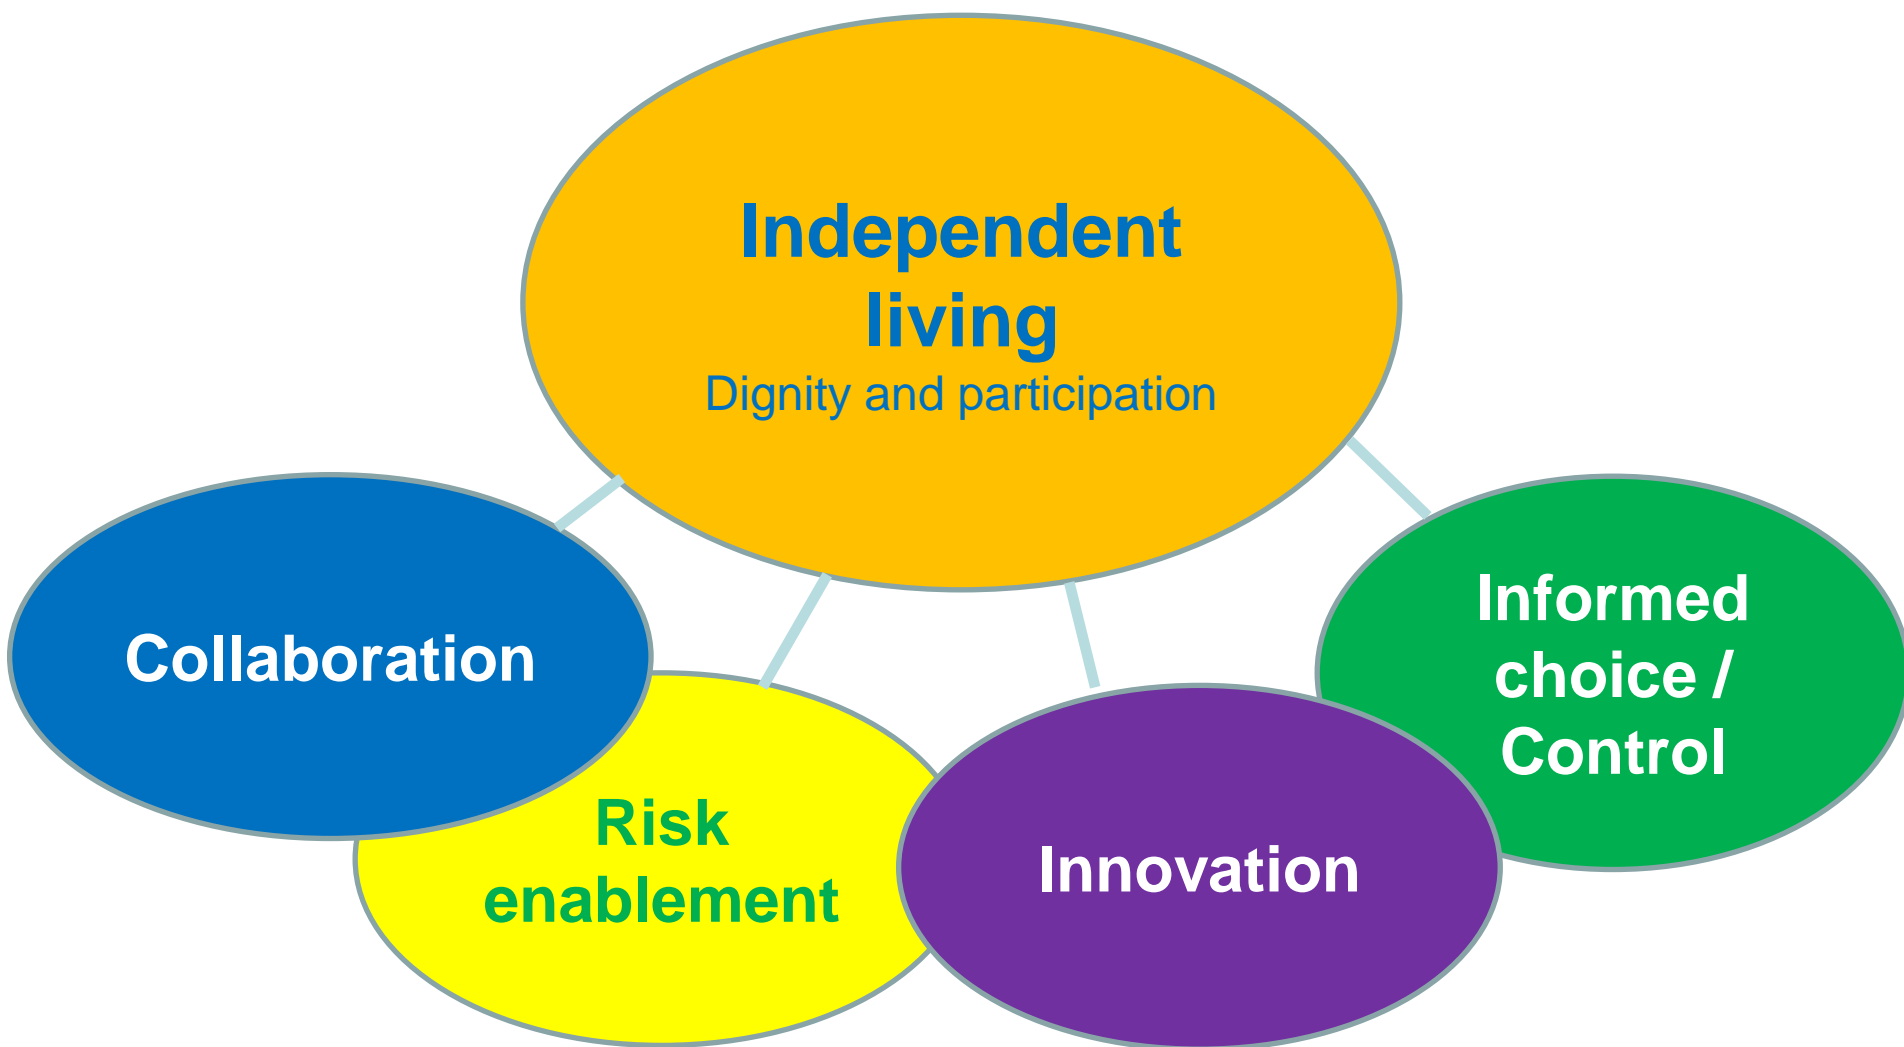 Independent
living
Dignity and participation
Collaboration
Risk
enablement
Innovation
Informed
choice /
Control